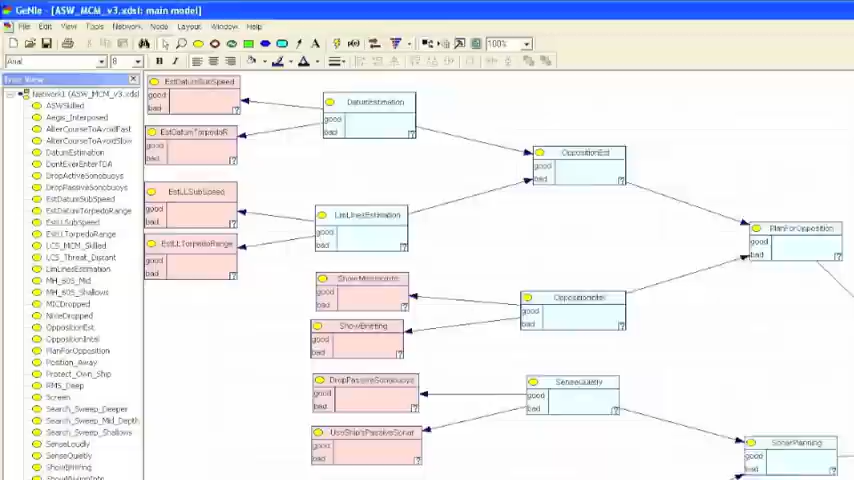 GeNIe - [ASW_MCM_v3.xdsl: main model]
File Edit View Tools Network Node Layout Window Help
100%
Arial 8 B I
Tree View
Network1 (ASW_MCM_v3.xdsl)
ASWSkilled
Aegis_Interposed
AlterCourseToAvoidFast
AlterCourseToAvoidSlow
DatumEstimation
DontEverEnterTDA
DropActiveSonobuoys
DropPassiveSonobuoys
EstDatumSubSpeed
EstDatumTorpedoRange
EstLLSubSpeed
EstLLTorpedoRange
LCS_MCM_Skilled
LCS_Threat_Distant
LimLinesEstimation
MH_60S_Mid
MH_60S_Shallows
MICDropped
NixieDropped
OppositionEst
OppositionIntel
PlanForOpposition
Position_Away
Protect_Own_Ship
RMS_Deep
Screen
Search_Sweep_Deeper
Search_Sweep_Mid_Depth
Search_Sweep_Shallows
SenseLoudly
SenseQuietly
ShowBriefing
EstDatumSubSpeed
good
bad
EstDatumTorpedoR
good
bad
EstLLSubSpeed
good
bad
EstLLTorpedoRange
good
bad
DatumEstimation
good
bad
LimLinesEstimation
good
bad
ShowMissionInfo
good
bad
ShowBriefing
good
bad
DropPassiveSonobuoys
good
bad
UseShip'sPassiveSonar
good
bad
OppositionEst
good
bad
OppositionIntel
good
bad
SenseQuietly
good
bad
PlanForOpposition
good
bad
SonarPlanning
good
bad